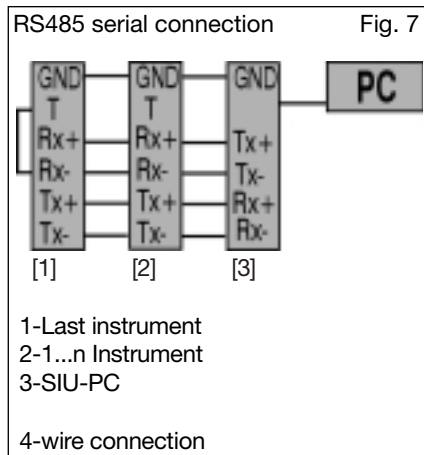 RS485 serial connection Fig. 7
GND GND GND PC
T T
Rx+ Rx+ Tx+
Rx- Rx- Tx-
Tx+ Tx+ Rx+
Tx- Tx- Rx-
[1] [2] [3]
1-Last instrument
2-1...n Instrument
3-SIU-PC
4-wire connection